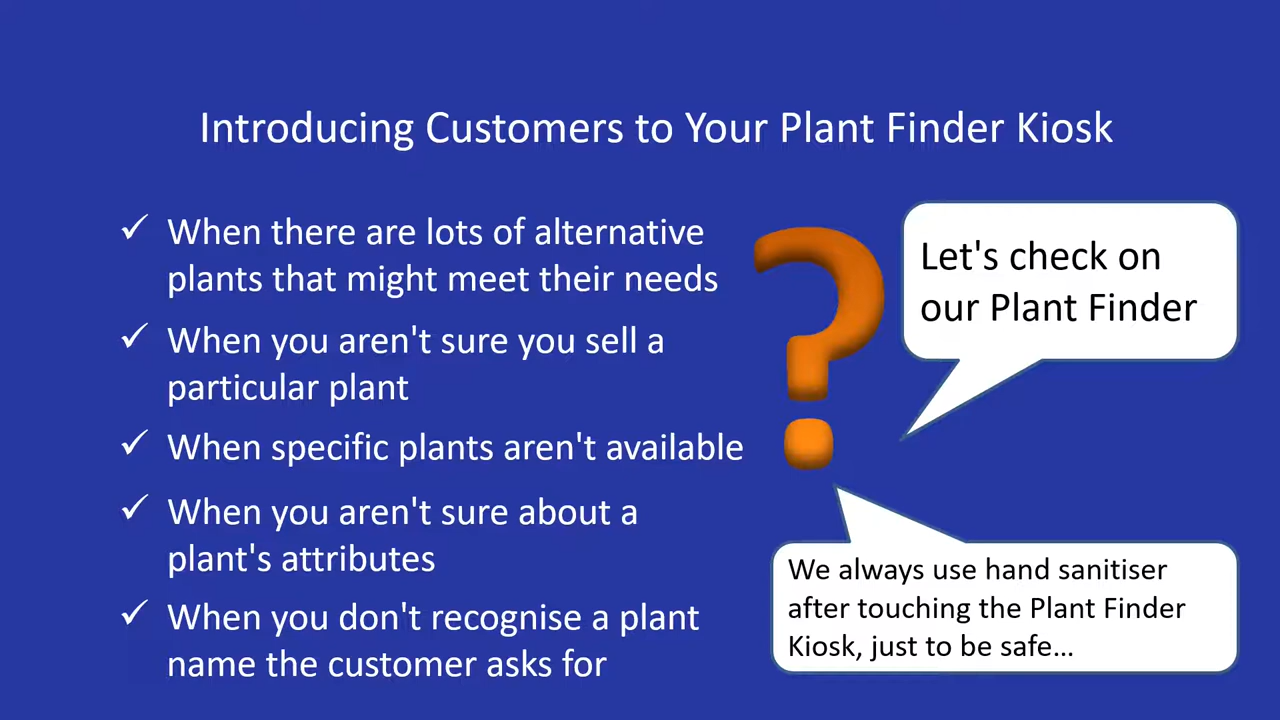 Introducing Customers to Your Plant Finder Kiosk
✓ When there are lots of alternative
plants that might meet their needs
✓ When you aren't sure you sell a
particular plant
✓ When specific plants aren't available
✓ When you aren't sure about a
plant's attributes
✓ When you don't recognise a plant
name the customer asks for
?
Let's check on
our Plant Finder
We always use hand sanitiser
after touching the Plant Finder
Kiosk, just to be safe...